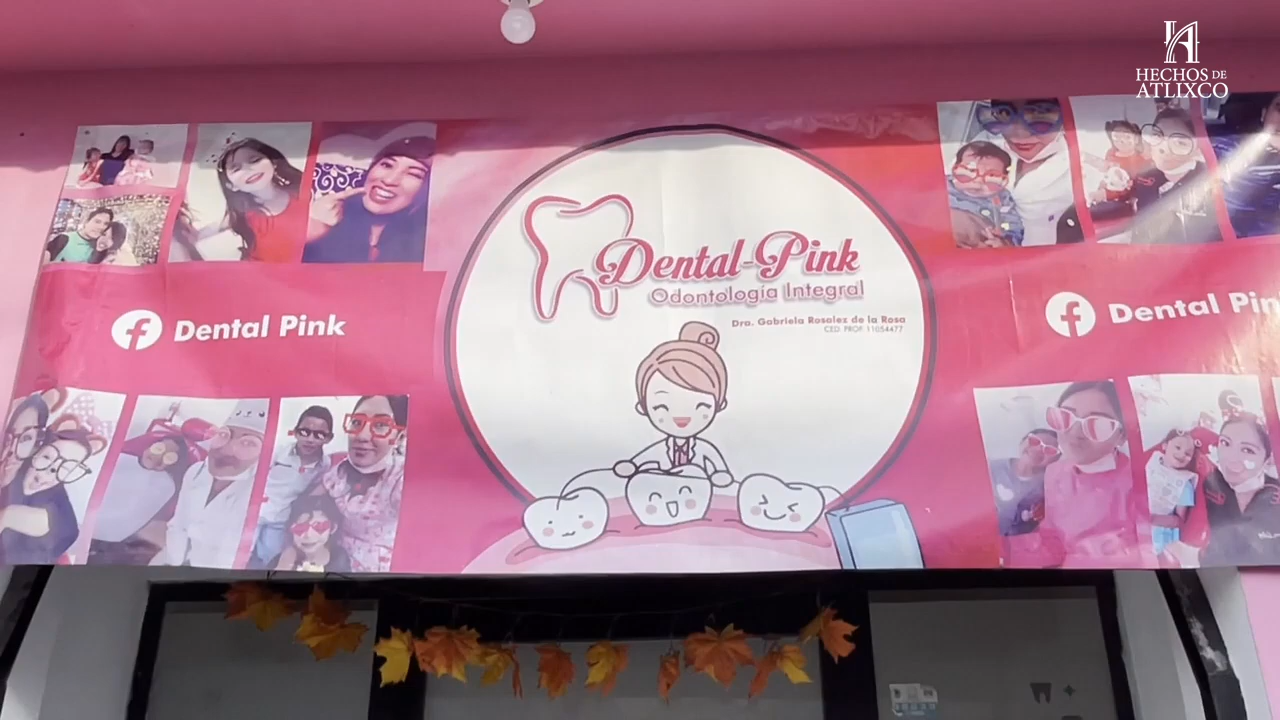 HECHOS DE
ATLIXCO
Dental-Pink
Odontología Integral
Dra. Gabriela Rosalez de la Rosa
CED. PROF. 11054477
Dental Pink
Dental Pin